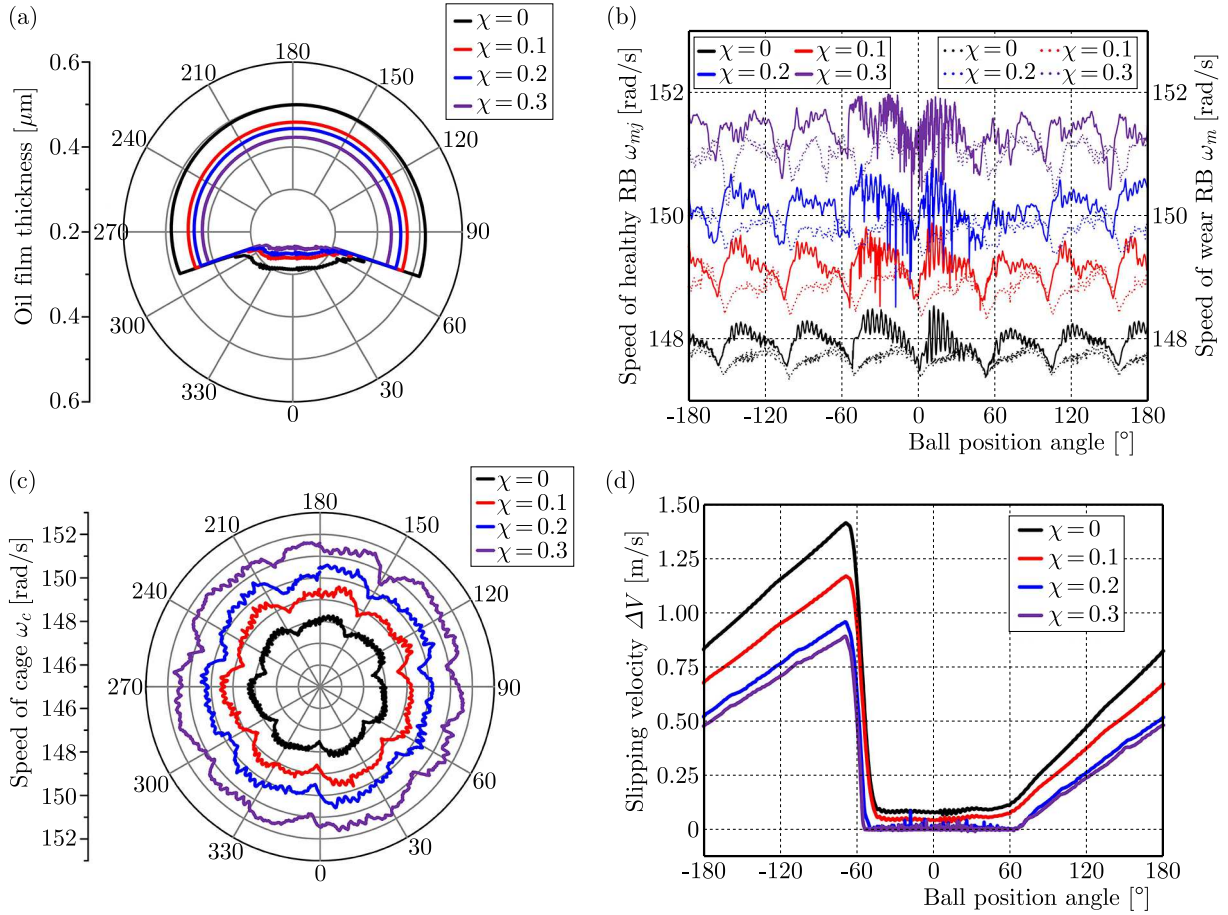 (a)
χ = 0
χ = 0.1
χ = 0.2
χ = 0.3
Oil film thickness [μm]
0.6
0.4
0.2
0.4
0.6
180
150
120
90
60
30
0
330
300
270
240
210
(b)
χ = 0
χ = 0.1
χ = 0.2
χ = 0.3
χ = 0
χ = 0.1
χ = 0.2
χ = 0.3
Speed of healthy RB ω_mj [rad/s]
152
150
148
Speed of wear RB ω_m [rad/s]
152
150
148
-180
-120
-60
0
60
120
180
Ball position angle [°]
(c)
χ = 0
χ = 0.1
χ = 0.2
χ = 0.3
Speed of cage ω_c [rad/s]
152
150
148
146
146
148
150
152
180
150
120
90
60
30
0
330
300
270
240
210
(d)
χ = 0
χ = 0.1
χ = 0.2
χ = 0.3
Slipping velocity ΔV [m/s]
1.50
1.25
1.00
0.75
0.50
0.25
0
-180
-120
-60
0
60
120
180
Ball position angle [°]